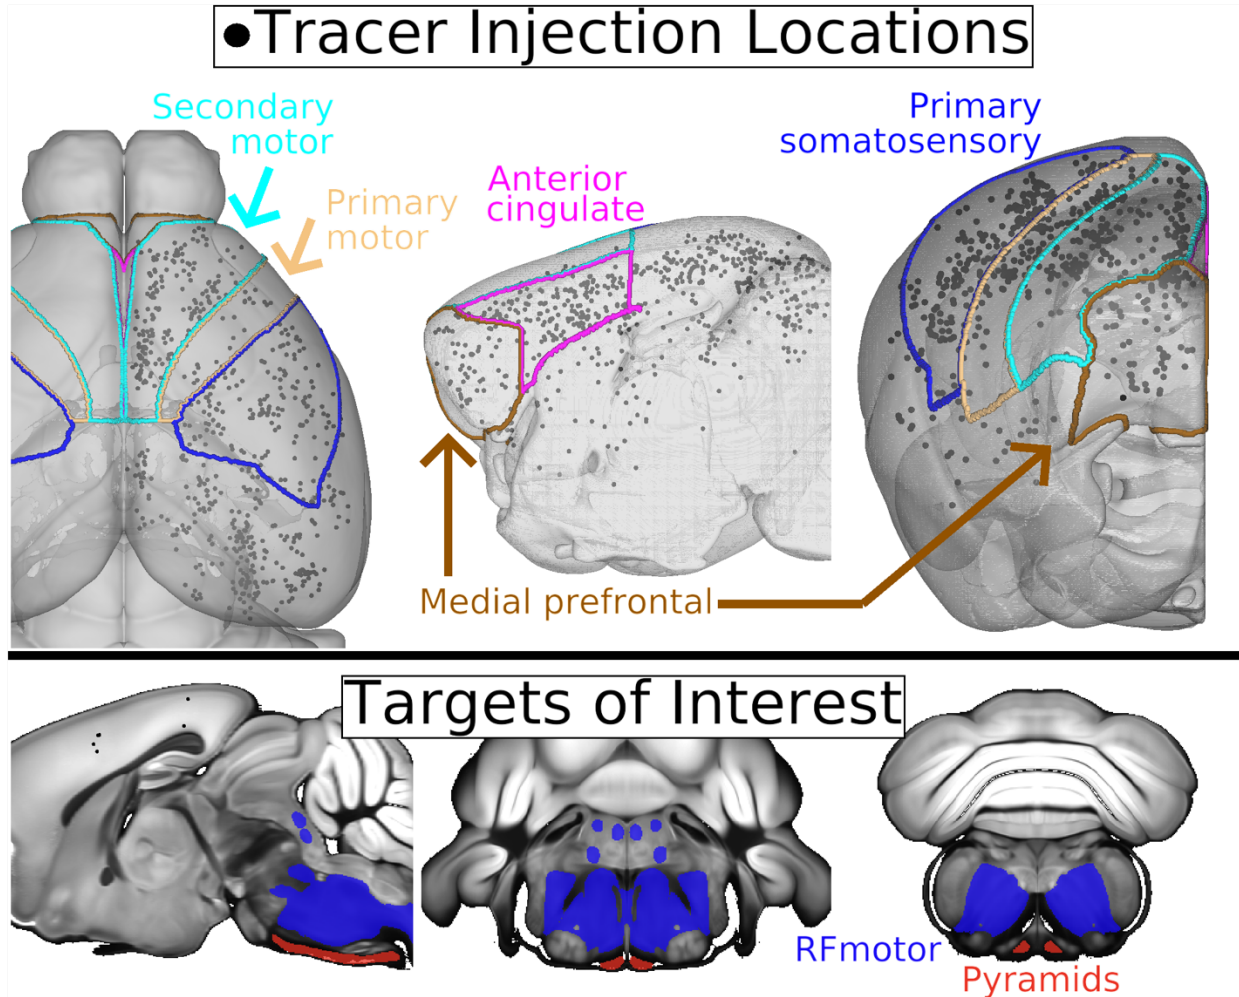 ●Tracer Injection Locations
Secondary
motor
Primary
motor
Anterior
cingulate
Primary
somatosensory
Medial prefrontal
Targets of Interest
RFmotor
Pyramids